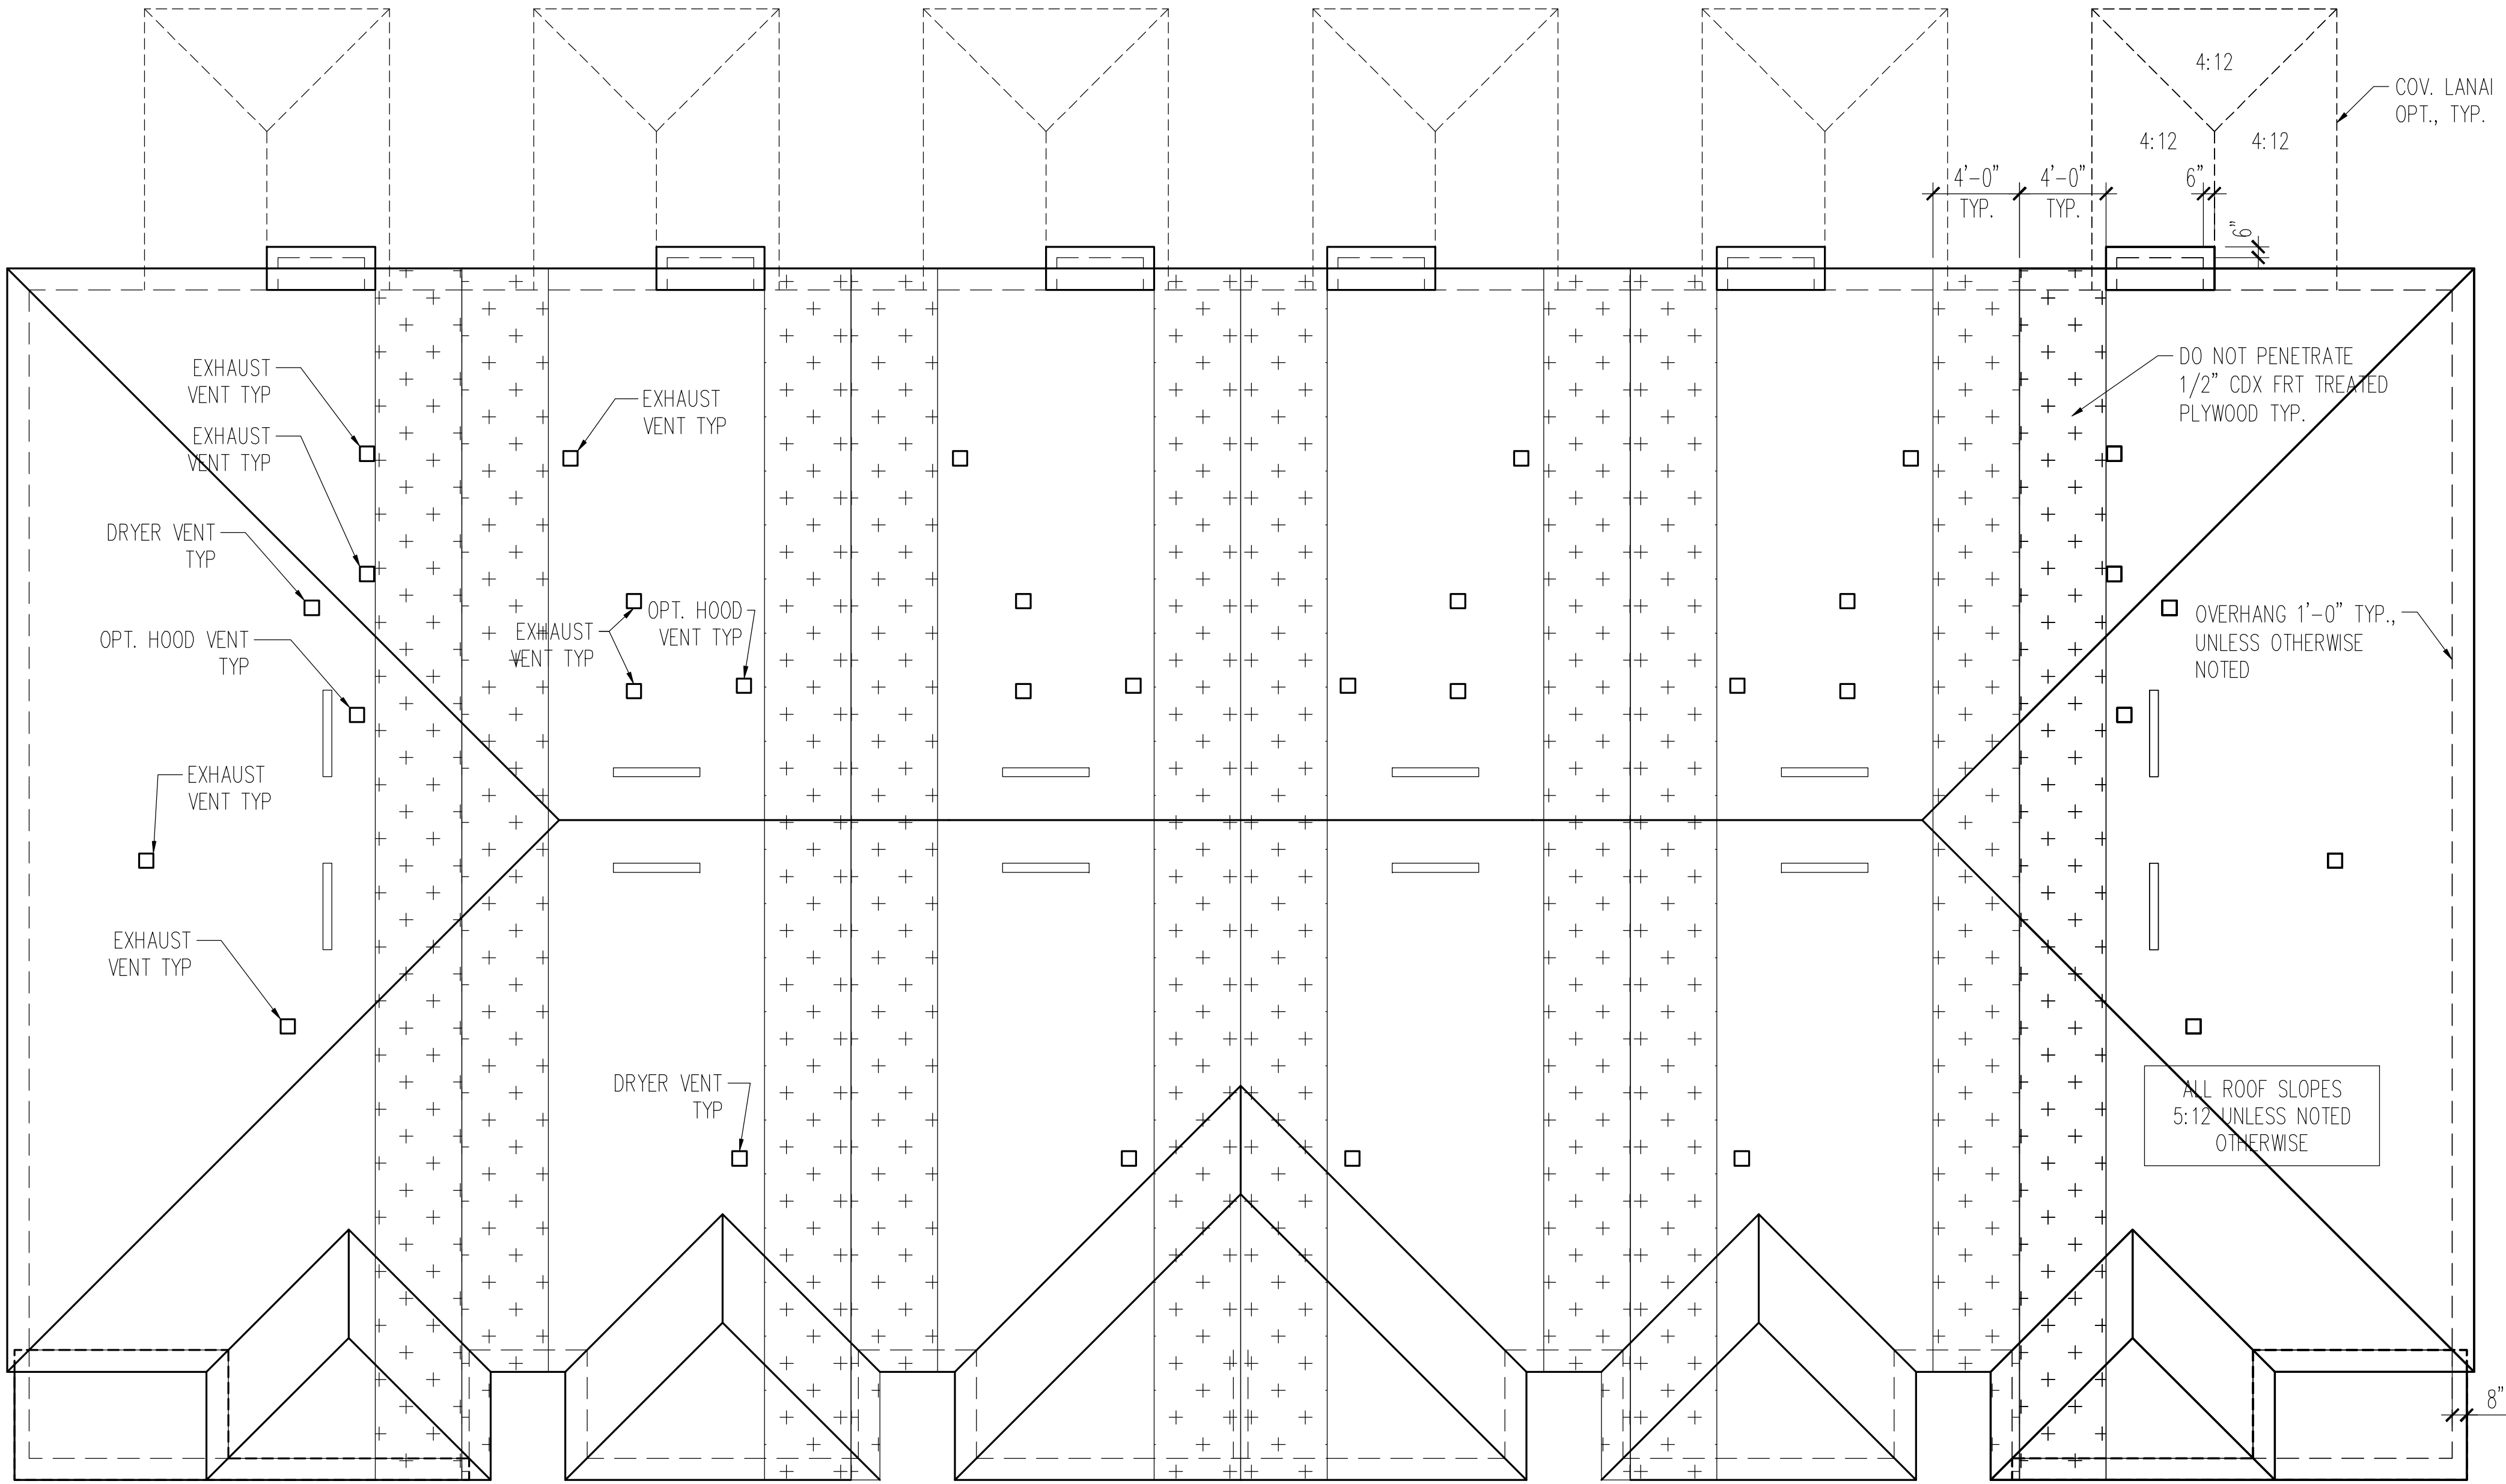 4:12
COV. LANAI
OPT., TYP.
4:12
4:12
4'-0"
TYP.
4'-0"
TYP.
6"
6"
DO NOT PENETRATE
1/2" CDX FRT TREATED
PLYWOOD TYP.
EXHAUST
VENT TYP
EXHAUST
VENT TYP
EXHAUST
VENT TYP
DRYER VENT
TYP
OPT. HOOD VENT
TYP
EXHAUST
VENT TYP
OPT. HOOD
VENT TYP
OVERHANG 1'-0" TYP.,
UNLESS OTHERWISE
NOTED
EXHAUST
VENT TYP
EXHAUST
VENT TYP
DRYER VENT
TYP
ALL ROOF SLOPES
5:12 UNLESS NOTED
OTHERWISE
8"